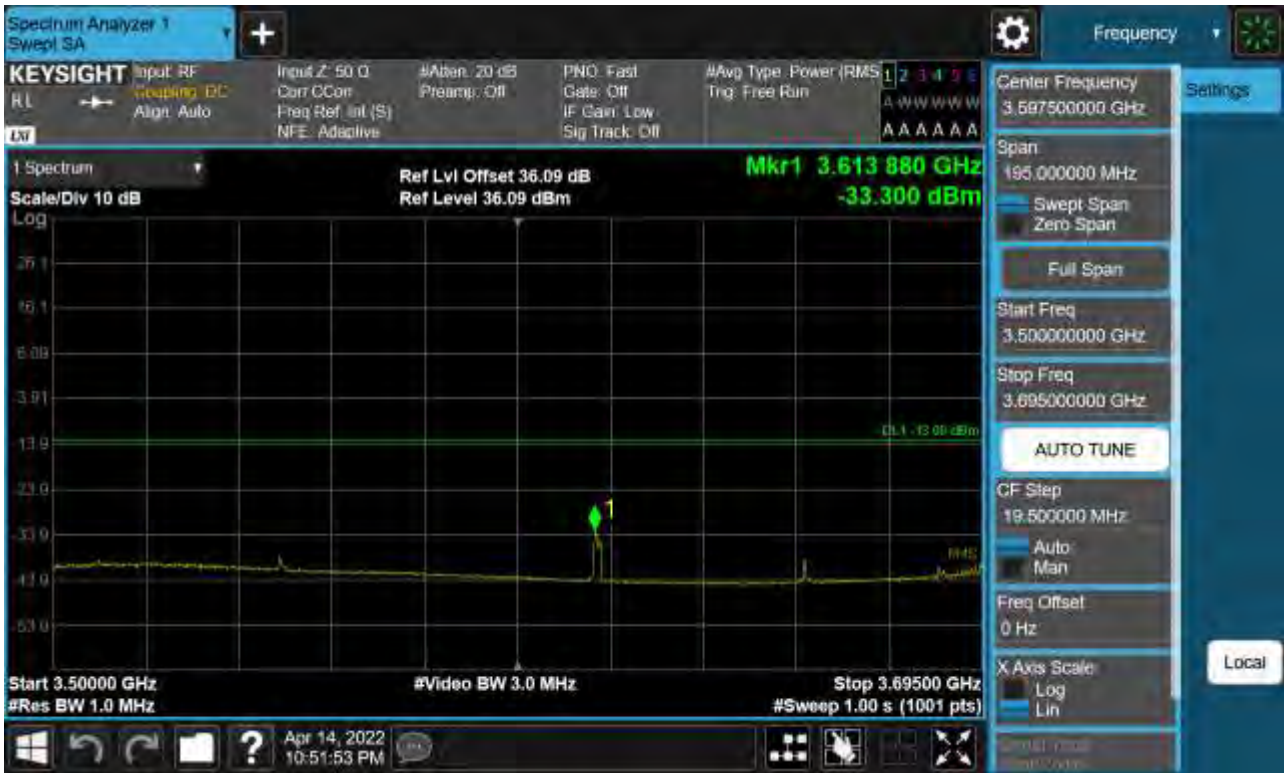 Spectrum Analyzer 1
Swept SA
Frequency
KEYSIGHT
RL
LXI
Input: RF
Coupling: DC
Align: Auto
Input Z: 50 Ω
Corr CCorr
Freq Ref: Int (S)
NFE: Adaptive
#Atten: 20 dB
Preamp: Off
PNO: Fast
Gate: Off
IF Gain: Low
Sig Track: Off
#Avg Type: Power (RMS
Trig: Free Run
1 2 3 4 5 6
A W W W W W
A A A A A A
1 Spectrum
Scale/Div 10 dB
Log
Ref Lvl Offset 36.09 dB
Ref Level 36.09 dBm
Mkr1 3.613 880 GHz
-33.300 dBm
26.1
16.1
6.09
-3.91
-13.9
-23.9
-33.9
-43.9
-53.9
DL1 -13.00 dBm
1
RMS
Start 3.50000 GHz
#Res BW 1.0 MHz
#Video BW 3.0 MHz
Stop 3.69500 GHz
#Sweep 1.00 s (1001 pts)
Center Frequency
3.597500000 GHz
Settings
Span
195.000000 MHz
Swept Span
Zero Span
Full Span
Start Freq
3.500000000 GHz
Stop Freq
3.695000000 GHz
AUTO TUNE
CF Step
19.500000 MHz
Auto
Man
Freq Offset
0 Hz
X Axis Scale
Log
Lin
Local
?
Apr 14, 2022
10:51:53 PM